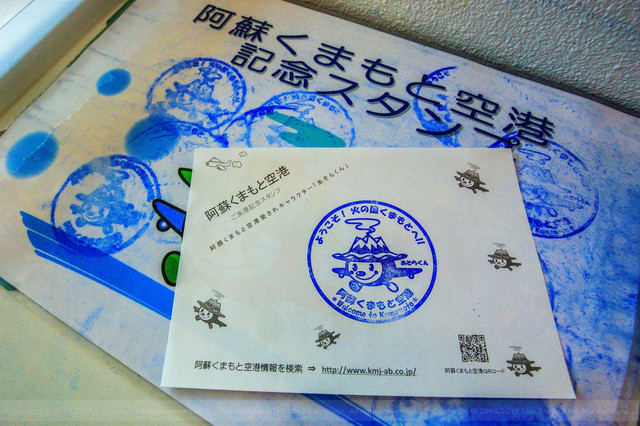 阿蘇くまもと空港
記念スタンプ
阿蘇くまもと空港
ご来港記念スタンプ
阿蘇くまもと空港愛されキャラクター「あそらくん」
ようこそ！火の国くまもとへ!!
あそらくん
阿蘇くまもと空港
Welcome to Kumamoto
阿蘇くまもと空港情報を検索 ⇒ http://www.kmj-ab.co.jp/
阿蘇くまもと空港QRコード